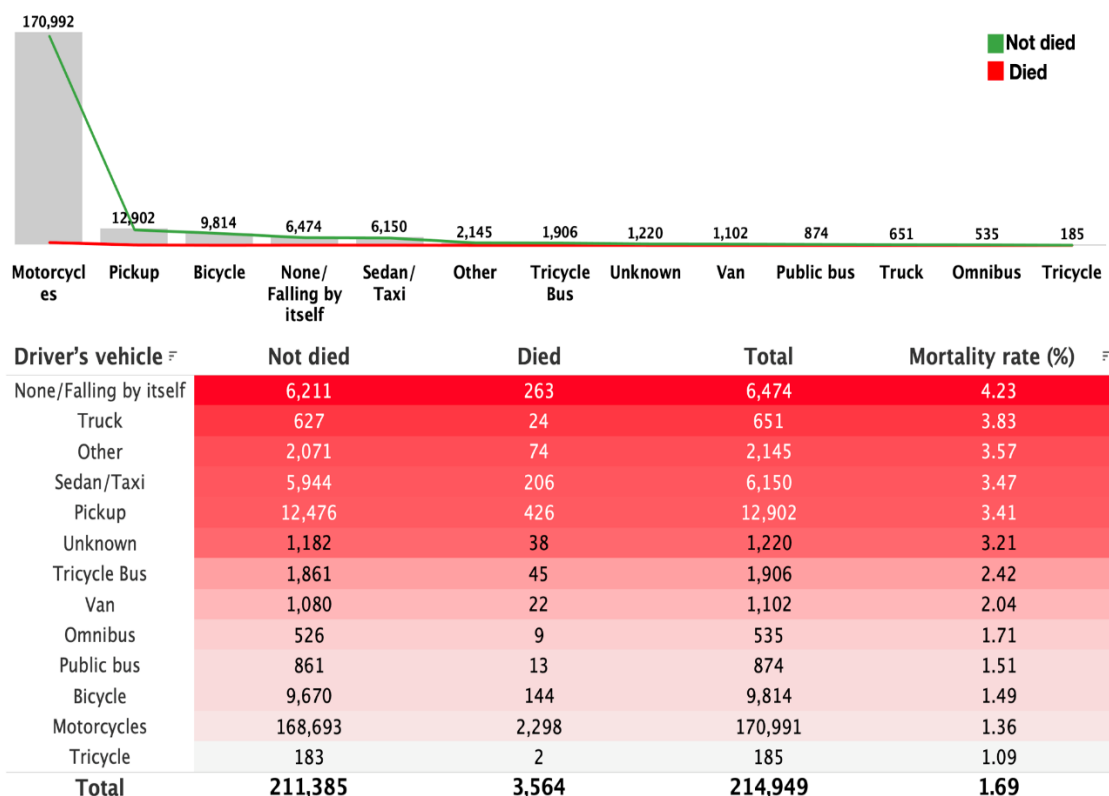 170,992
Not died
Died
12,902 9,814 6,474 6,150 2,145 1,906 1,220 1,102 874 651 535 185
Motorcycl Pickup Bicycle None/ Sedan/ Other Tricycle Unknown Van Public bus Truck Omnibus Tricycle
es Falling by Taxi Bus
itself
Driver's vehicle Not died Died Total Mortality rate (%)
None/Falling by itself 6,211 263 6,474 4.23
Truck 627 24 651 3.83
Other 2,071 74 2,145 3.57
Sedan/Taxi 5,944 206 6,150 3.47
Pickup 12,476 426 12,902 3.41
Unknown 1,182 38 1,220 3.21
Tricycle Bus 1,861 45 1,906 2.42
Van 1,080 22 1,102 2.04
Omnibus 526 9 535 1.71
Public bus 861 13 874 1.51
Bicycle 9,670 144 9,814 1.49
Motorcycles 168,693 2,298 170,991 1.36
Tricycle 183 2 185 1.09
Total 211,385 3,564 214,949 1.69